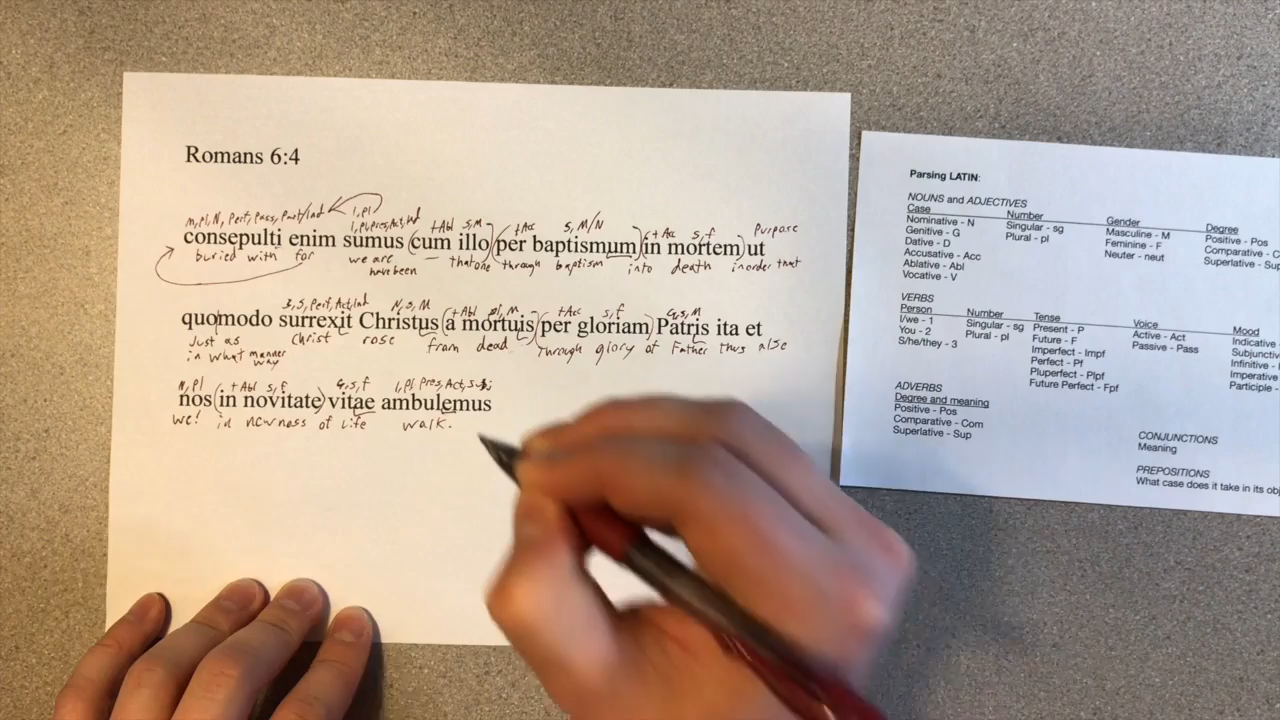 Romans 6:4
m, pl, N, Perf, Pass, Part/Ind 1, pl
1, pl, Pres, Act, Ind +Abl s, M +Acc s, M/N + Acc s, f Purpose
consepulti enim sumus (cum illo) (per baptismum) (in mortem) ut
buried with for we are — that one through baptism into death in order that
have been
3, S, Perf, Act, Ind N, s, M +Abl pl, M +Acc s, f G, s, M
quo|modo surrexit Christus (a mortuis) (per gloriam) Patris ita et
Just as Christ rose from dead through glory of Father thus also
in what manner
way
N, pl + Abl s, f G, s, f 1, pl Pres, Act, Sub;
nos (in novitate) vitae ambulemus
we! in newness of life walk.
Parsing LATIN:
NOUNS and ADJECTIVES
Case Number Gender Degree
Nominative - N Singular - sg Masculine - M Positive - Pos
Genitive - G Plural - pl Feminine - F Comparative - C
Dative - D Neuter - neut Superlative - Sup
Accusative - Acc
Ablative - Abl
Vocative - V
VERBS
Person Number Tense Voice Mood
I/we - 1 Singular - sg Present - P Active - Act Indicative -
You - 2 Plural - pl Future - F Passive - Pass Subjunctiv
S/he/they - 3 Imperfect - Impf Infinitive -
Perfect - Pf Imperative
Pluperfect - Plpf Participle -
Future Perfect - Fpf
ADVERBS
Degree and meaning
Positive - Pos
Comparative - Com
Superlative - Sup
CONJUNCTIONS
Meaning
PREPOSITIONS
What case does it take in its obj